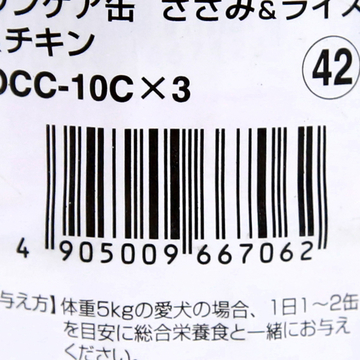 ンケア缶 ささみ&ライス
チキン
DCC-10C×3
42
4 905009 667062
与え方】体重5kgの愛犬の場合、1日1〜2缶
を目安に総合栄養食と一緒にお与え
ください。